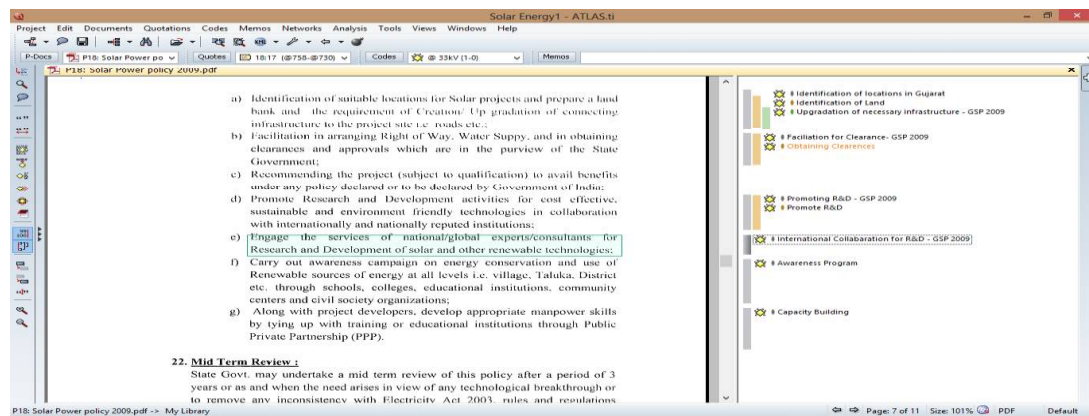 Solar Energy1 - ATLAS.ti
Project Edit Documents Quotations Codes Memos Networks Analysis Tools Views Windows Help
P-Docs P18: Solar Power po Quotes 18:17 (@758-@730) Codes @ 33kV (1-0) Memos
P18: Solar Power policy 2009.pdf
a) Identification of suitable locations for Solar projects and prepare a land
bank and the requirement of Creation/ Up gradation of connecting
infrastructure to the project site i.e roads etc.;
b) Facilitation in arranging Right of Way, Water Suppy, and in obtaining
clearances and approvals which are in the purview of the State
Government;
c) Recommending the project (subject to qualification) to avail benefits
under any policy declared or to be declared by Government of India;
d) Promote Research and Development activities for cost effective,
sustainable and environment friendly technologies in collaboration
with internationally and nationally reputed institutions;
e) Engage the services of national/global experts/consultants for
Research and Development of solar and other renewable technologies;
f) Carry out awareness campaign on energy conservation and use of
Renewable sources of energy at all levels i.e. village, Taluka, District
etc. through schools, colleges, educational institutions, community
centers and civil society organizations;
g) Along with project developers, develop appropriate manpower skills
by tying up with training or educational institutions through Public
Private Partnership (PPP).
22. Mid Term Review :
State Govt. may undertake a mid term review of this policy after a period of 3
years or as and when the need arises in view of any technological breakthrough or
to remove any inconsistency with Electricity Act 2003, rules and regulations
Identification of locations in Gujarat
Identification of Land
Upgradation of necessary infrastructure - GSP 2009
Faciliation for Clearance- GSP 2009
Obtaining Clearences
Promoting R&D - GSP 2009
Promote R&D
International Collabaration for R&D - GSP 2009
Awareness Program
Capacity Building
P18: Solar Power policy 2009.pdf -> My Library Page: 7 of 11 Size: 101% PDF Default